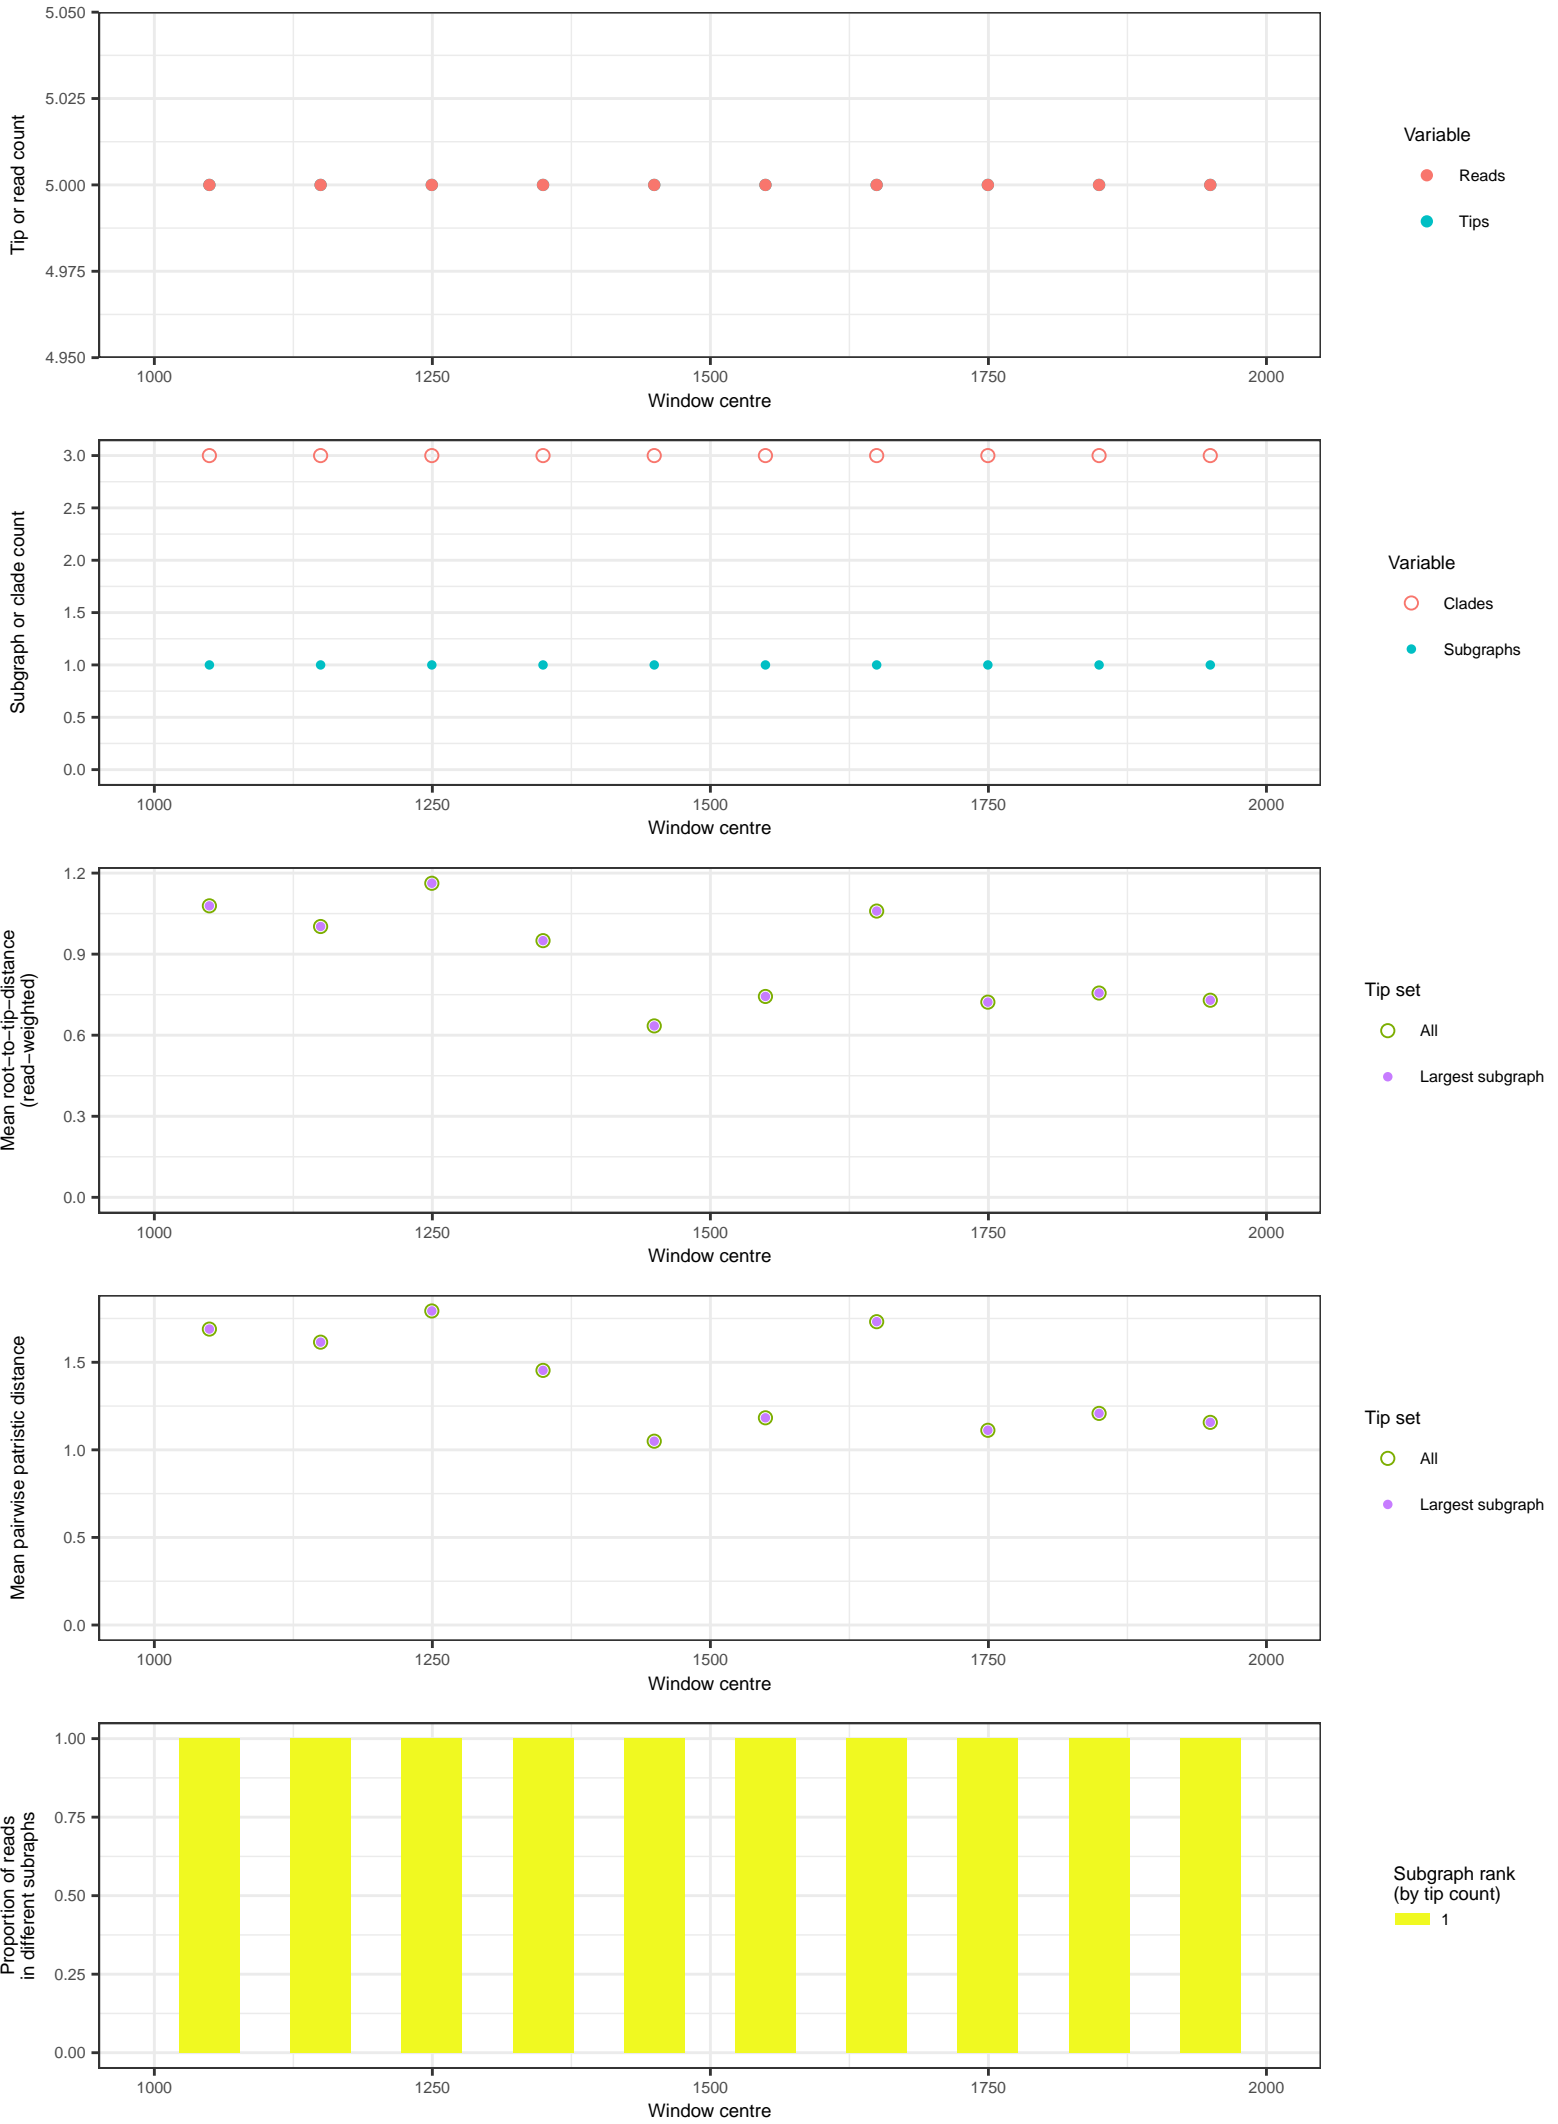 5.050
5.025
5.000
4.975
4.950
Tip or read count
1000 1250 1500 1750 2000
Window centre
Variable
Reads
Tips
3.0
2.5
2.0
1.5
1.0
0.5
0.0
Subgraph or clade count
1000 1250 1500 1750 2000
Window centre
Variable
Clades
Subgraphs
1.2
0.9
0.6
0.3
0.0
Mean root−to−tip−distance
(read−weighted)
1000 1250 1500 1750 2000
Window centre
Tip set
All
Largest subgraph
1.5
1.0
0.5
0.0
Mean pairwise patristic distance
1000 1250 1500 1750 2000
Window centre
Tip set
All
Largest subgraph
1.00
0.75
0.50
0.25
0.00
Proportion of reads
in different subraphs
1000 1250 1500 1750 2000
Window centre
Subgraph rank
(by tip count)
1